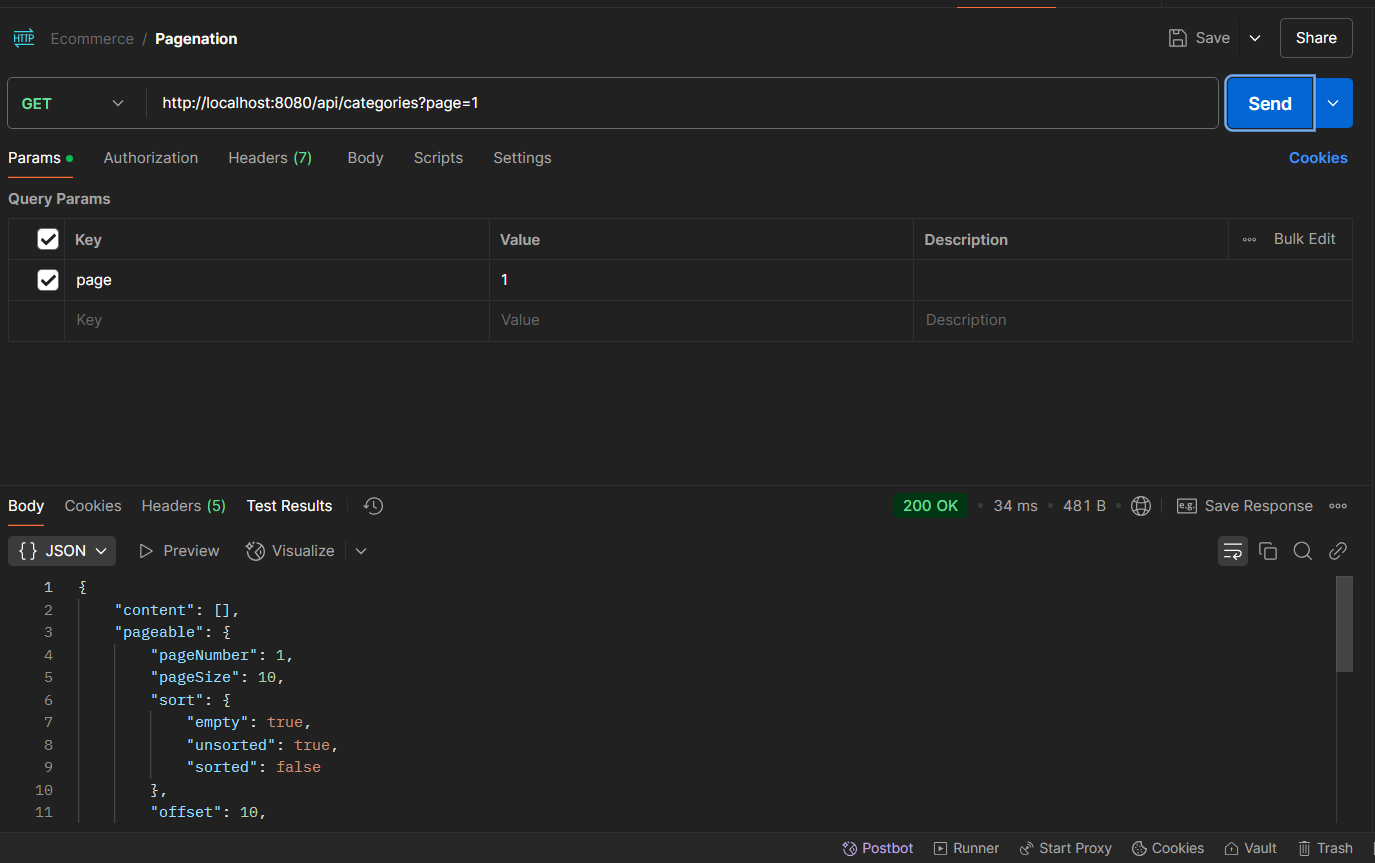 HTTP Ecommerce / Pagenation Save Share
GET http://localhost:8080/api/categories?page=1 Send
Params Authorization Headers (7) Body Scripts Settings Cookies
Query Params
Key Value Description Bulk Edit
page 1
Key Value Description
Body Cookies Headers (5) Test Results 200 OK 34 ms 481 B e.g. Save Response
{} JSON Preview Visualize
1 {
2 "content": [],
3 "pageable": {
4 "pageNumber": 1,
5 "pageSize": 10,
6 "sort": {
7 "empty": true,
8 "unsorted": true,
9 "sorted": false
10 },
11 "offset": 10,
Postbot Runner Start Proxy Cookies Vault Trash